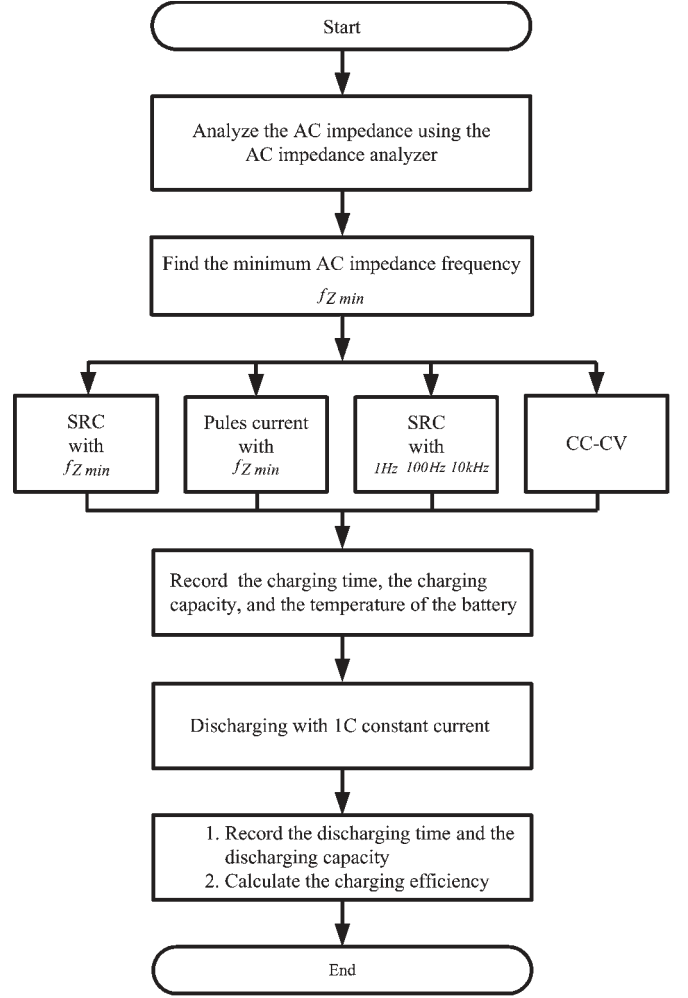 Start
Analyze the AC impedance using the
AC impedance analyzer
Find the minimum AC impedance frequency
fZ min
SRC
with
fZ min
Pules current
with
fZ min
SRC
with
1Hz 100Hz 10kHz
CC-CV
Record the charging time, the charging
capacity, and the temperature of the battery
Discharging with 1C constant current
1. Record the discharging time and the
discharging capacity
2. Calculate the charging efficiency
End